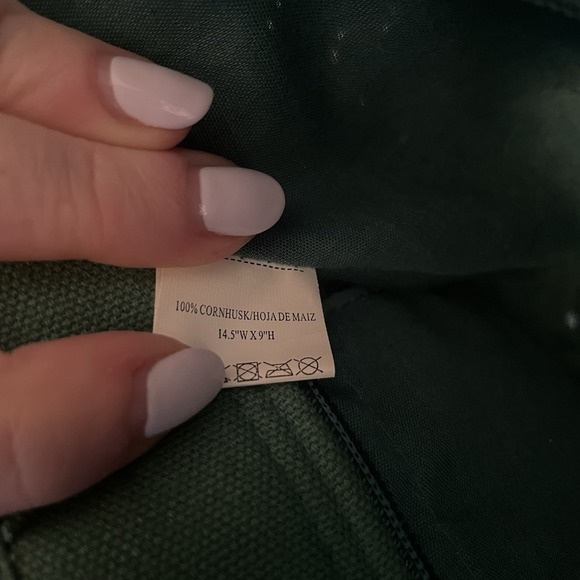 100% CORNHUSK/HOJA DE MAIZ
14.5"W X 9"H